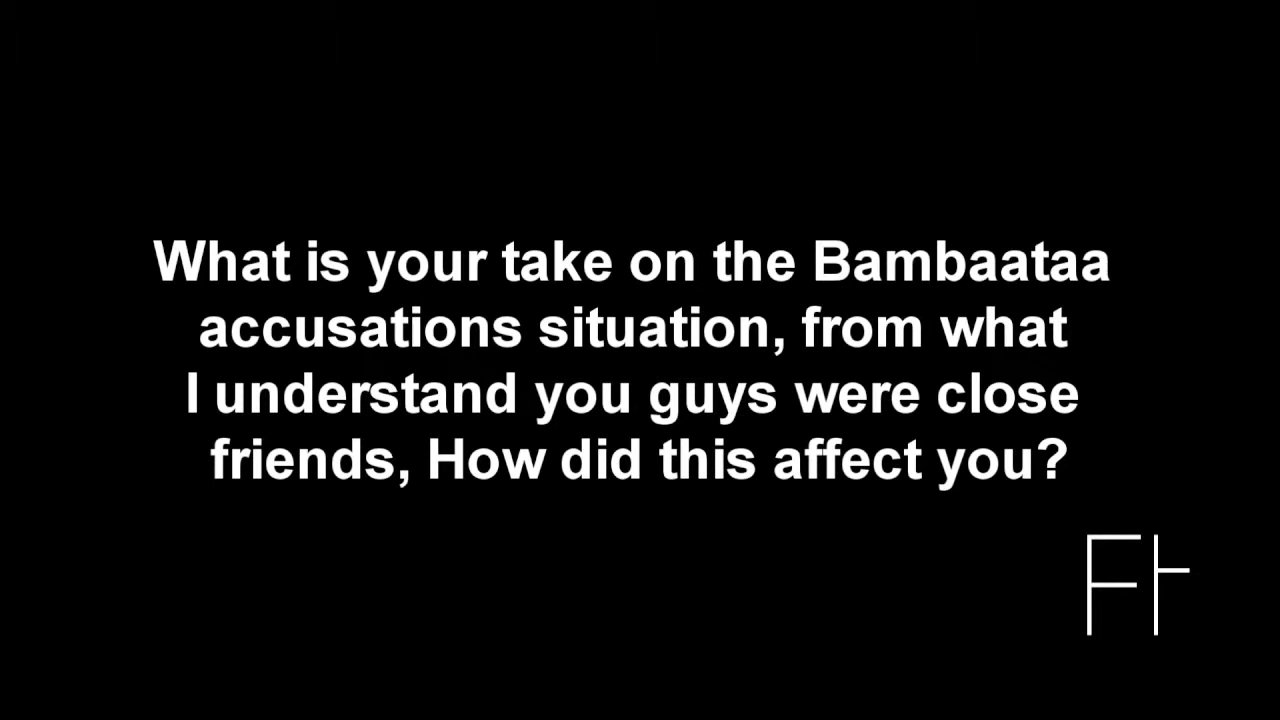 What is your take on the Bambaataa
accusations situation, from what
I understand you guys were close
friends, How did this affect you?
Ft